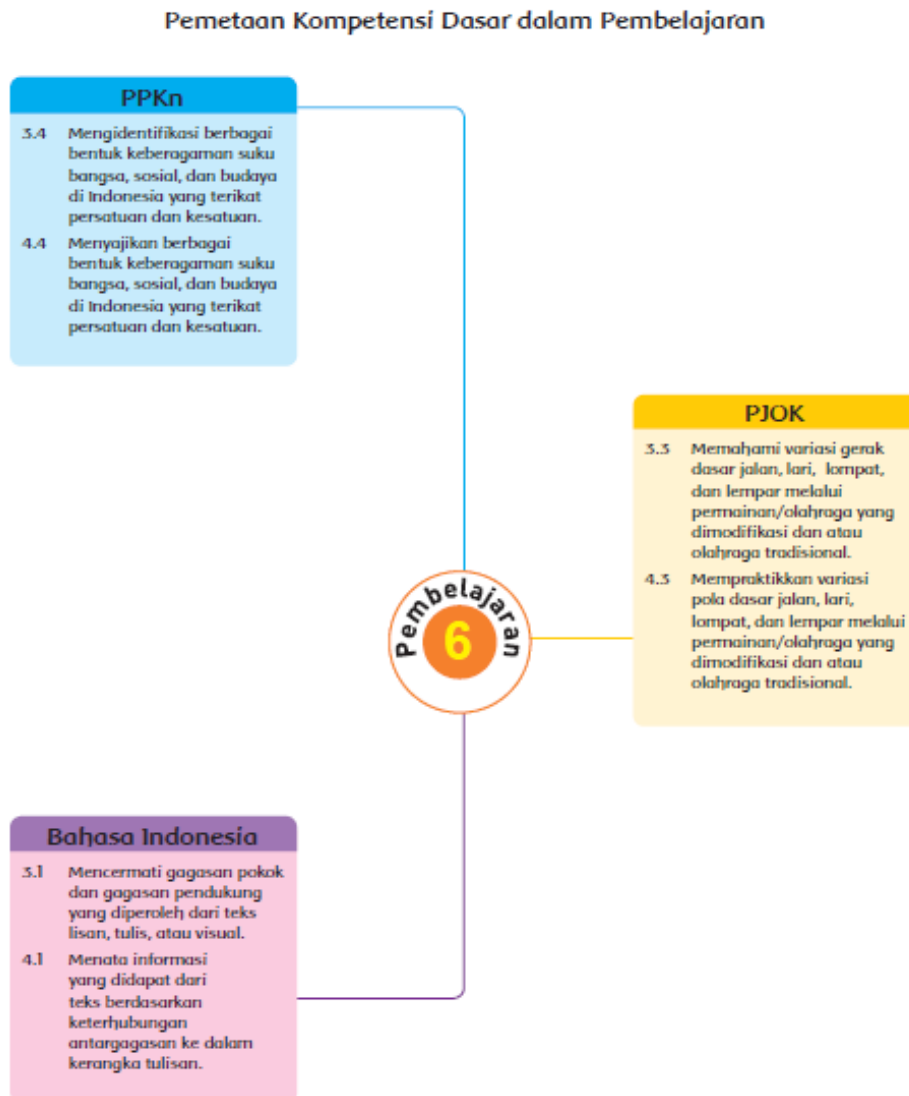 Pemetaan Kompetensi Dasar dalam Pembelajaran
PPKn
3.4 Mengidentifikasi berbagai
bentuk keberagaman suku
bangsa, sosial, dan budaya
di Indonesia yang terikat
persatuan dan kesatuan.
4.4 Menyajikan berbagai
bentuk keberagaman suku
bangsa, sosial, dan budaya
di Indonesia yang terikat
persatuan dan kesatuan.
PJOK
3.3 Memahami variasi gerak
dasar jalan, lari, lompat,
dan lempar melalui
permainan/olahraga yang
dimodifikasi dan atau
olahraga tradisional.
4.3 Mempraktikkan variasi
pola dasar jalan, lari,
lompat, dan lempar melalui
permainan/olahraga yang
dimodifikasi dan atau
olahraga tradisional.
Pembelajaran
6
Bahasa Indonesia
3.1 Mencermati gagasan pokok
dan gagasan pendukung
yang diperoleh dari teks
lisan, tulis, atau visual.
4.1 Menata informasi
yang didapat dari
teks berdasarkan
keterhubungan
antargagasan ke dalam
kerangka tulisan.